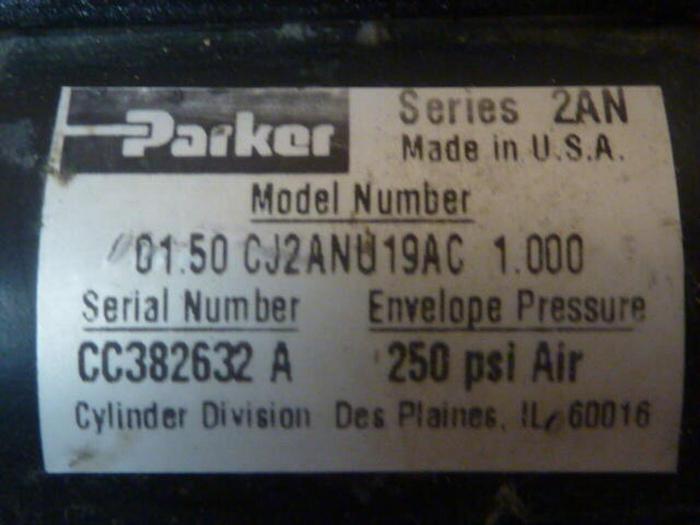 Parker
Series 2AN
Made in U.S.A.
Model Number
01.50 CJ2ANU19AC 1.000
Serial Number Envelope Pressure
CC382632 A 250 psi Air
Cylinder Division Des Plaines, IL 60016